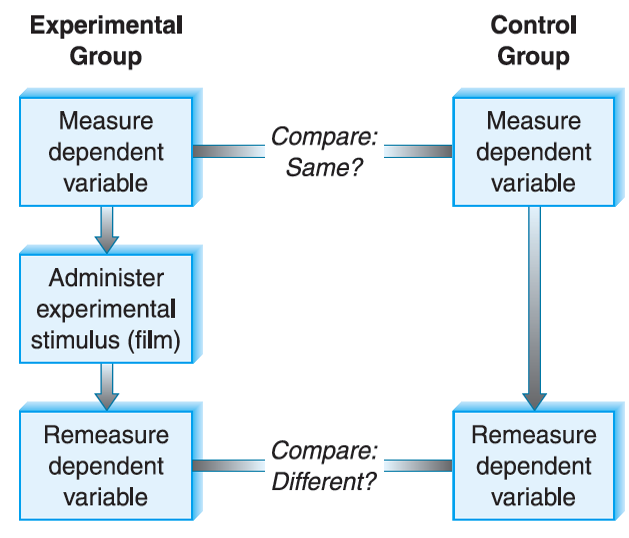 Experimental
Group
Control
Group
Measure
dependent
variable
Compare:
Same?
Measure
dependent
variable
Administer
experimental
stimulus (film)
Remeasure
dependent
variable
Compare:
Different?
Remeasure
dependent
variable